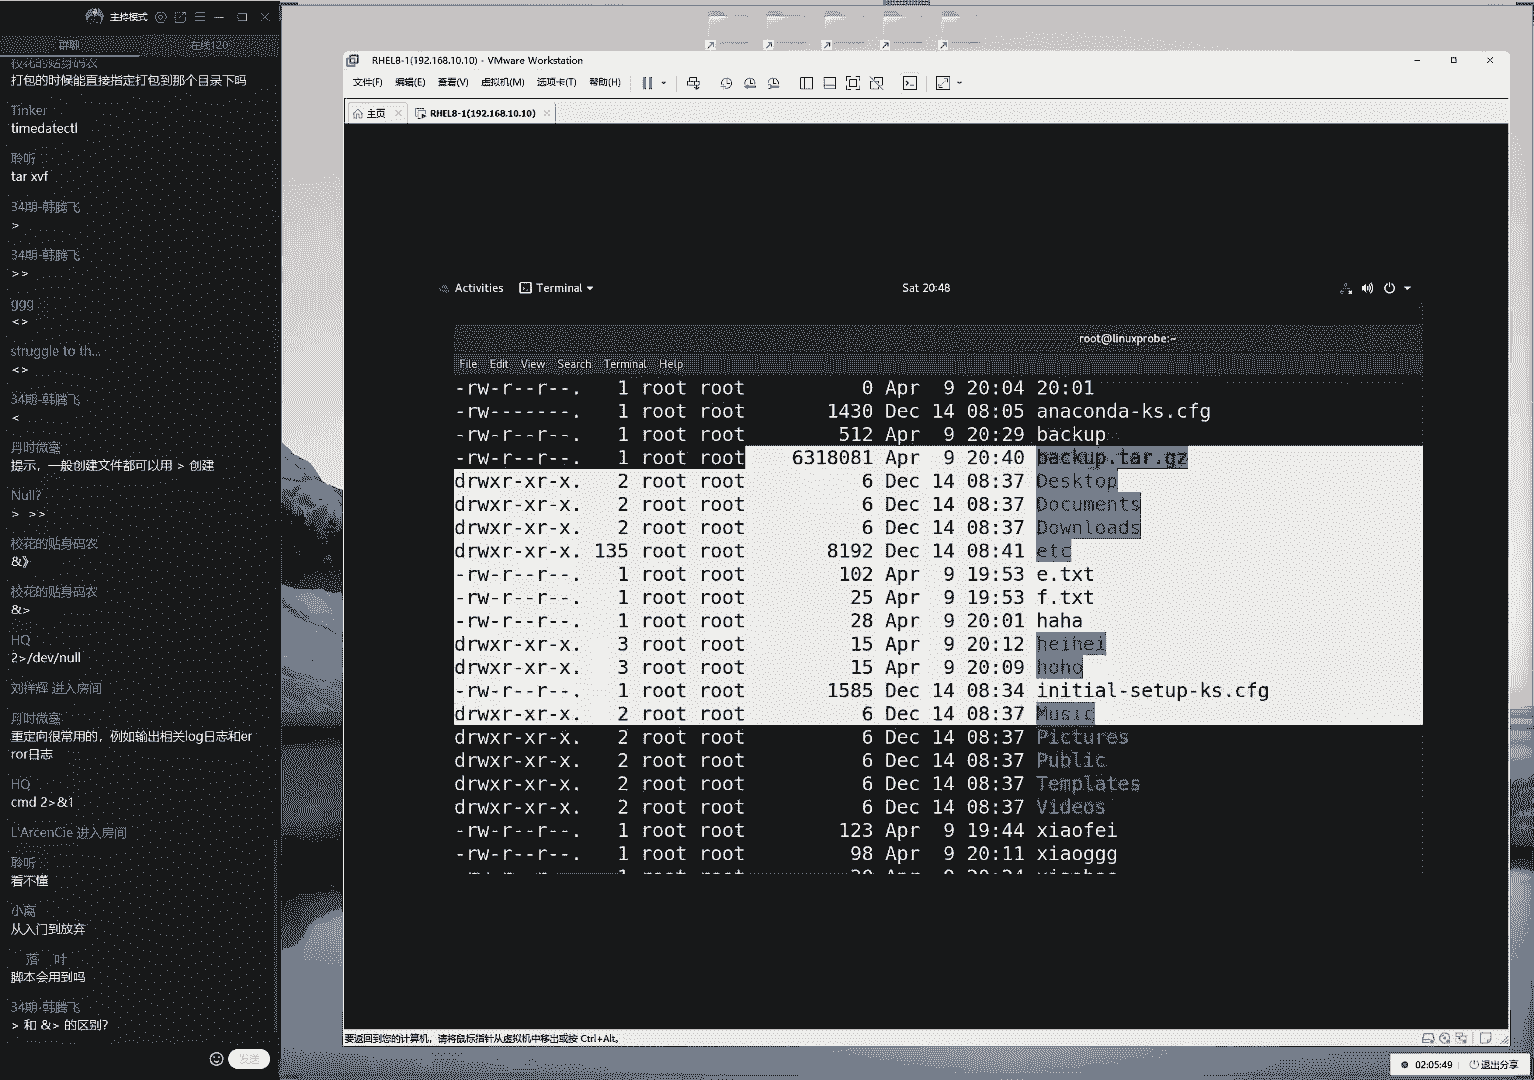 主持模式
群聊
在线120
校花的贴身码农
打包的时候能直接指定打包到那个目录下吗
Tinker
timedatectl
聆听
tar xvf
34期-韩腾飞
>
34期-韩腾飞
>>
ggg
<>
struggle to th...
<>
34期-韩腾飞
<
月时微毫
提示，一般创建文件都可以用 > 创建
Null?
> >>
校花的贴身码农
&》
校花的贴身码农
&>
HQ
2>/dev/null
刘祥辉 进入房间
月时微毫
重定向很常用的，例如输出相关log日志和er
ror日志
HQ
cmd 2>&1
L'ArcenCie 进入房间
聆听
看不懂
小离
从入门到放弃
落 叶
脚本会用到吗
34期-韩腾飞
> 和 &> 的区别?
发送
RHEL8-1(192.168.10.10) - VMware Workstation
文件(F) 编辑(E) 查看(V) 虚拟机(M) 选项卡(T) 帮助(H)
主页
RHEL8-1(192.168.10.10)
Activities Terminal Sat 20:48
root@linuxprobe:~
File Edit View Search Terminal Help
-rw-r--r--. 1 root root 0 Apr 9 20:04 20:01
-rw-------. 1 root root 1430 Dec 14 08:05 anaconda-ks.cfg
-rw-r--r--. 1 root root 512 Apr 9 20:29 backup
-rw-r--r--. 1 root root 6318081 Apr 9 20:40 backup.tar.gz
drwxr-xr-x. 2 root root 6 Dec 14 08:37 Desktop
drwxr-xr-x. 2 root root 6 Dec 14 08:37 Documents
drwxr-xr-x. 2 root root 6 Dec 14 08:37 Downloads
drwxr-xr-x. 135 root root 8192 Dec 14 08:41 etc
-rw-r--r--. 1 root root 102 Apr 9 19:53 e.txt
-rw-r--r--. 1 root root 25 Apr 9 19:53 f.txt
-rw-r--r--. 1 root root 28 Apr 9 20:01 haha
drwxr-xr-x. 3 root root 15 Apr 9 20:12 heihei
drwxr-xr-x. 3 root root 15 Apr 9 20:09 hoho
-rw-r--r--. 1 root root 1585 Dec 14 08:34 initial-setup-ks.cfg
drwxr-xr-x. 2 root root 6 Dec 14 08:37 Music
drwxr-xr-x. 2 root root 6 Dec 14 08:37 Pictures
drwxr-xr-x. 2 root root 6 Dec 14 08:37 Public
drwxr-xr-x. 2 root root 6 Dec 14 08:37 Templates
drwxr-xr-x. 2 root root 6 Dec 14 08:37 Videos
-rw-r--r--. 1 root root 123 Apr 9 19:44 xiaofei
-rw-r--r--. 1 root root 98 Apr 9 20:11 xiaoggg
要返回到您的计算机，请将鼠标指针从虚拟机中移出或按 Ctrl+Alt。
02:05:49
退出分享